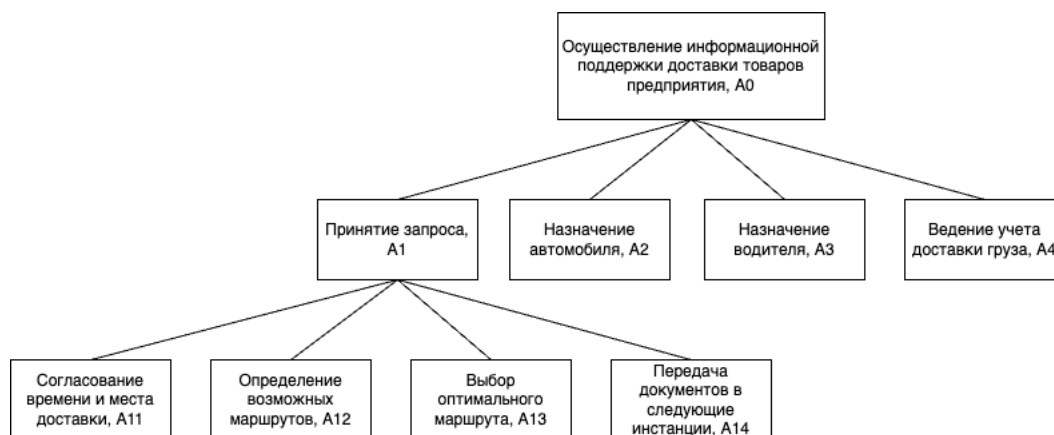 Осуществление информационной
поддержки доставки товаров
предприятия, А0
Принятие запроса,
А1
Назначение
автомобиля, А2
Назначение
водителя, А3
Ведение учета
доставки груза, А4
Согласование
времени и места
доставки, А11
Определение
возможных
маршрутов, А12
Выбор
оптимального
маршрута, А13
Передача
документов в
следующие
инстанции, А14